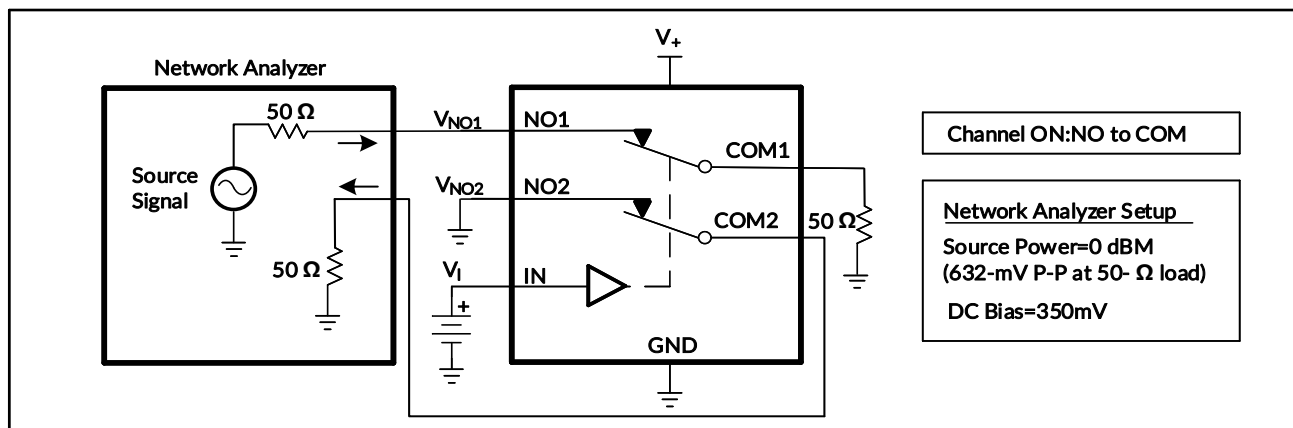 V+
Network Analyzer
50 Ω
VNO1
NO1
COM1
Source
Signal
VNO2
NO2
COM2
50 Ω
50 Ω
VI
IN
+
GND
Channel ON:NO to COM
Network Analyzer Setup
Source Power=0 dBM
(632-mV P-P at 50- Ω load)
DC Bias=350mV